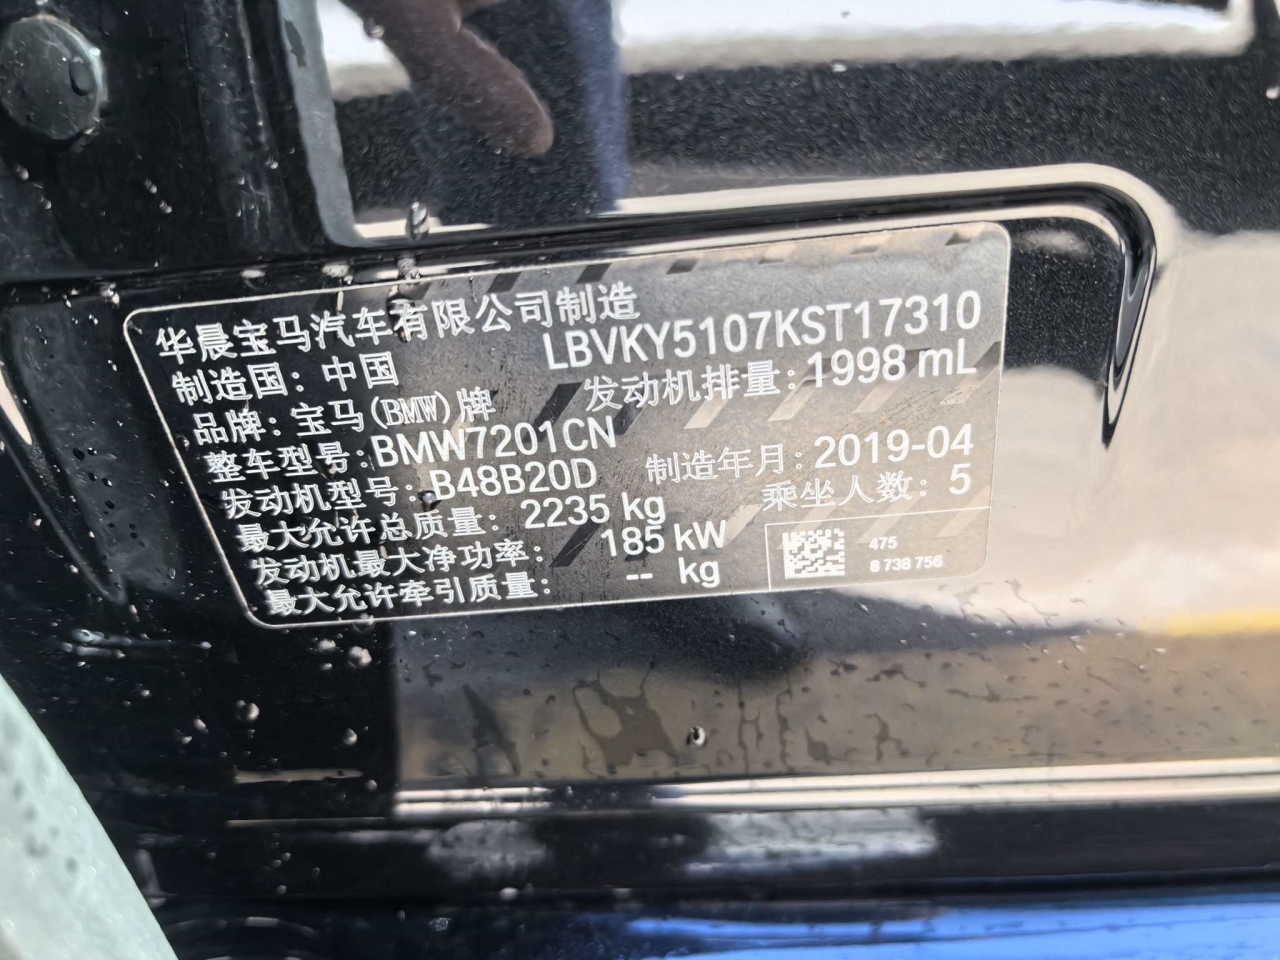 华晨宝马汽车有限公司制造
LBVKY5107KST17310
制造国：中国
发动机排量：1998 mL
品牌：宝马(BMW)牌
整车型号：BMW7201CN
制造年月：2019-04
发动机型号：B48B20D
乘坐人数：5
最大允许总质量：2235 kg
发动机最大净功率：185 kW
最大允许牵引质量：-- kg
475
8 738 756